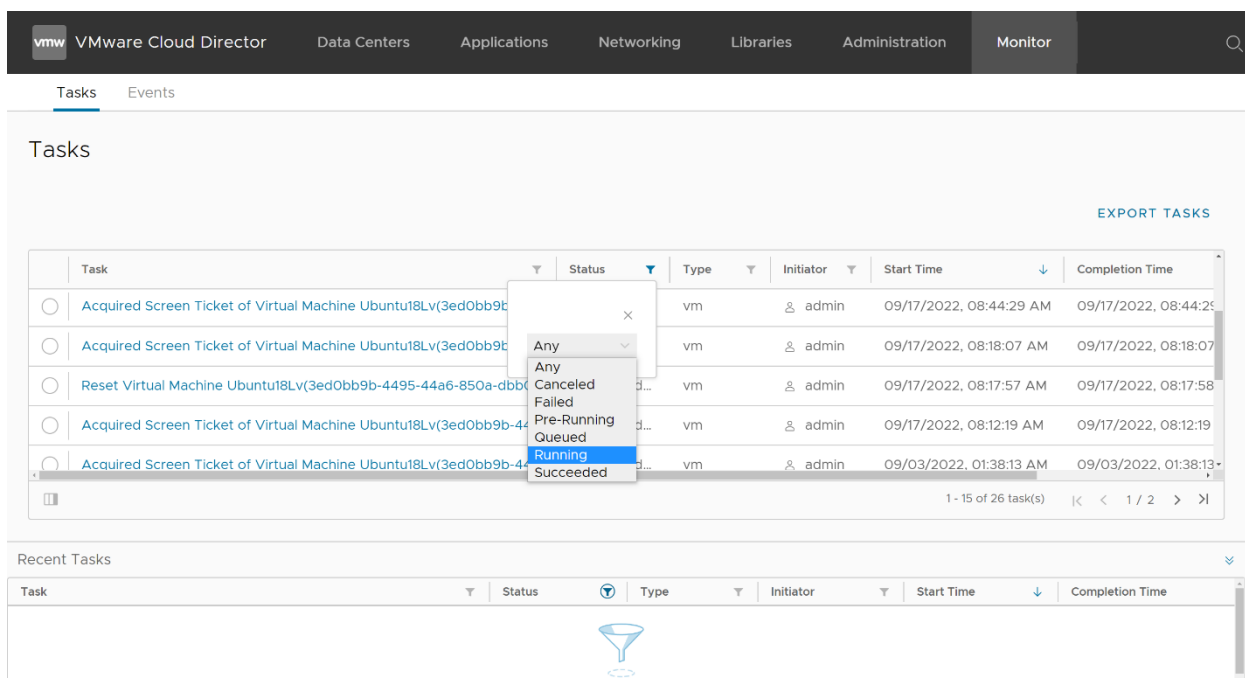 vmw VMware Cloud Director Data Centers Applications Networking Libraries Administration Monitor
Tasks Events
Tasks
EXPORT TASKS
Task Status Type Initiator Start Time Completion Time
Acquired Screen Ticket of Virtual Machine Ubuntu18Lv(3ed0bb9b vm admin 09/17/2022, 08:44:29 AM 09/17/2022, 08:44:29
Acquired Screen Ticket of Virtual Machine Ubuntu18Lv(3ed0bb9b Any vm admin 09/17/2022, 08:18:07 AM 09/17/2022, 08:18:07
Any
Reset Virtual Machine Ubuntu18Lv(3ed0bb9b-4495-44a6-850a-dbb Canceled d... vm admin 09/17/2022, 08:17:57 AM 09/17/2022, 08:17:58
Failed
Acquired Screen Ticket of Virtual Machine Ubuntu18Lv(3ed0bb9b-44 Pre-Running d... vm admin 09/17/2022, 08:12:19 AM 09/17/2022, 08:12:19
Queued
Running
Acquired Screen Ticket of Virtual Machine Ubuntu18Lv(3ed0bb9b-44 d... vm admin 09/03/2022, 01:38:13 AM 09/03/2022, 01:38:13
Succeeded
1 - 15 of 26 task(s) 1 / 2
Recent Tasks
Task Status Type Initiator Start Time Completion Time